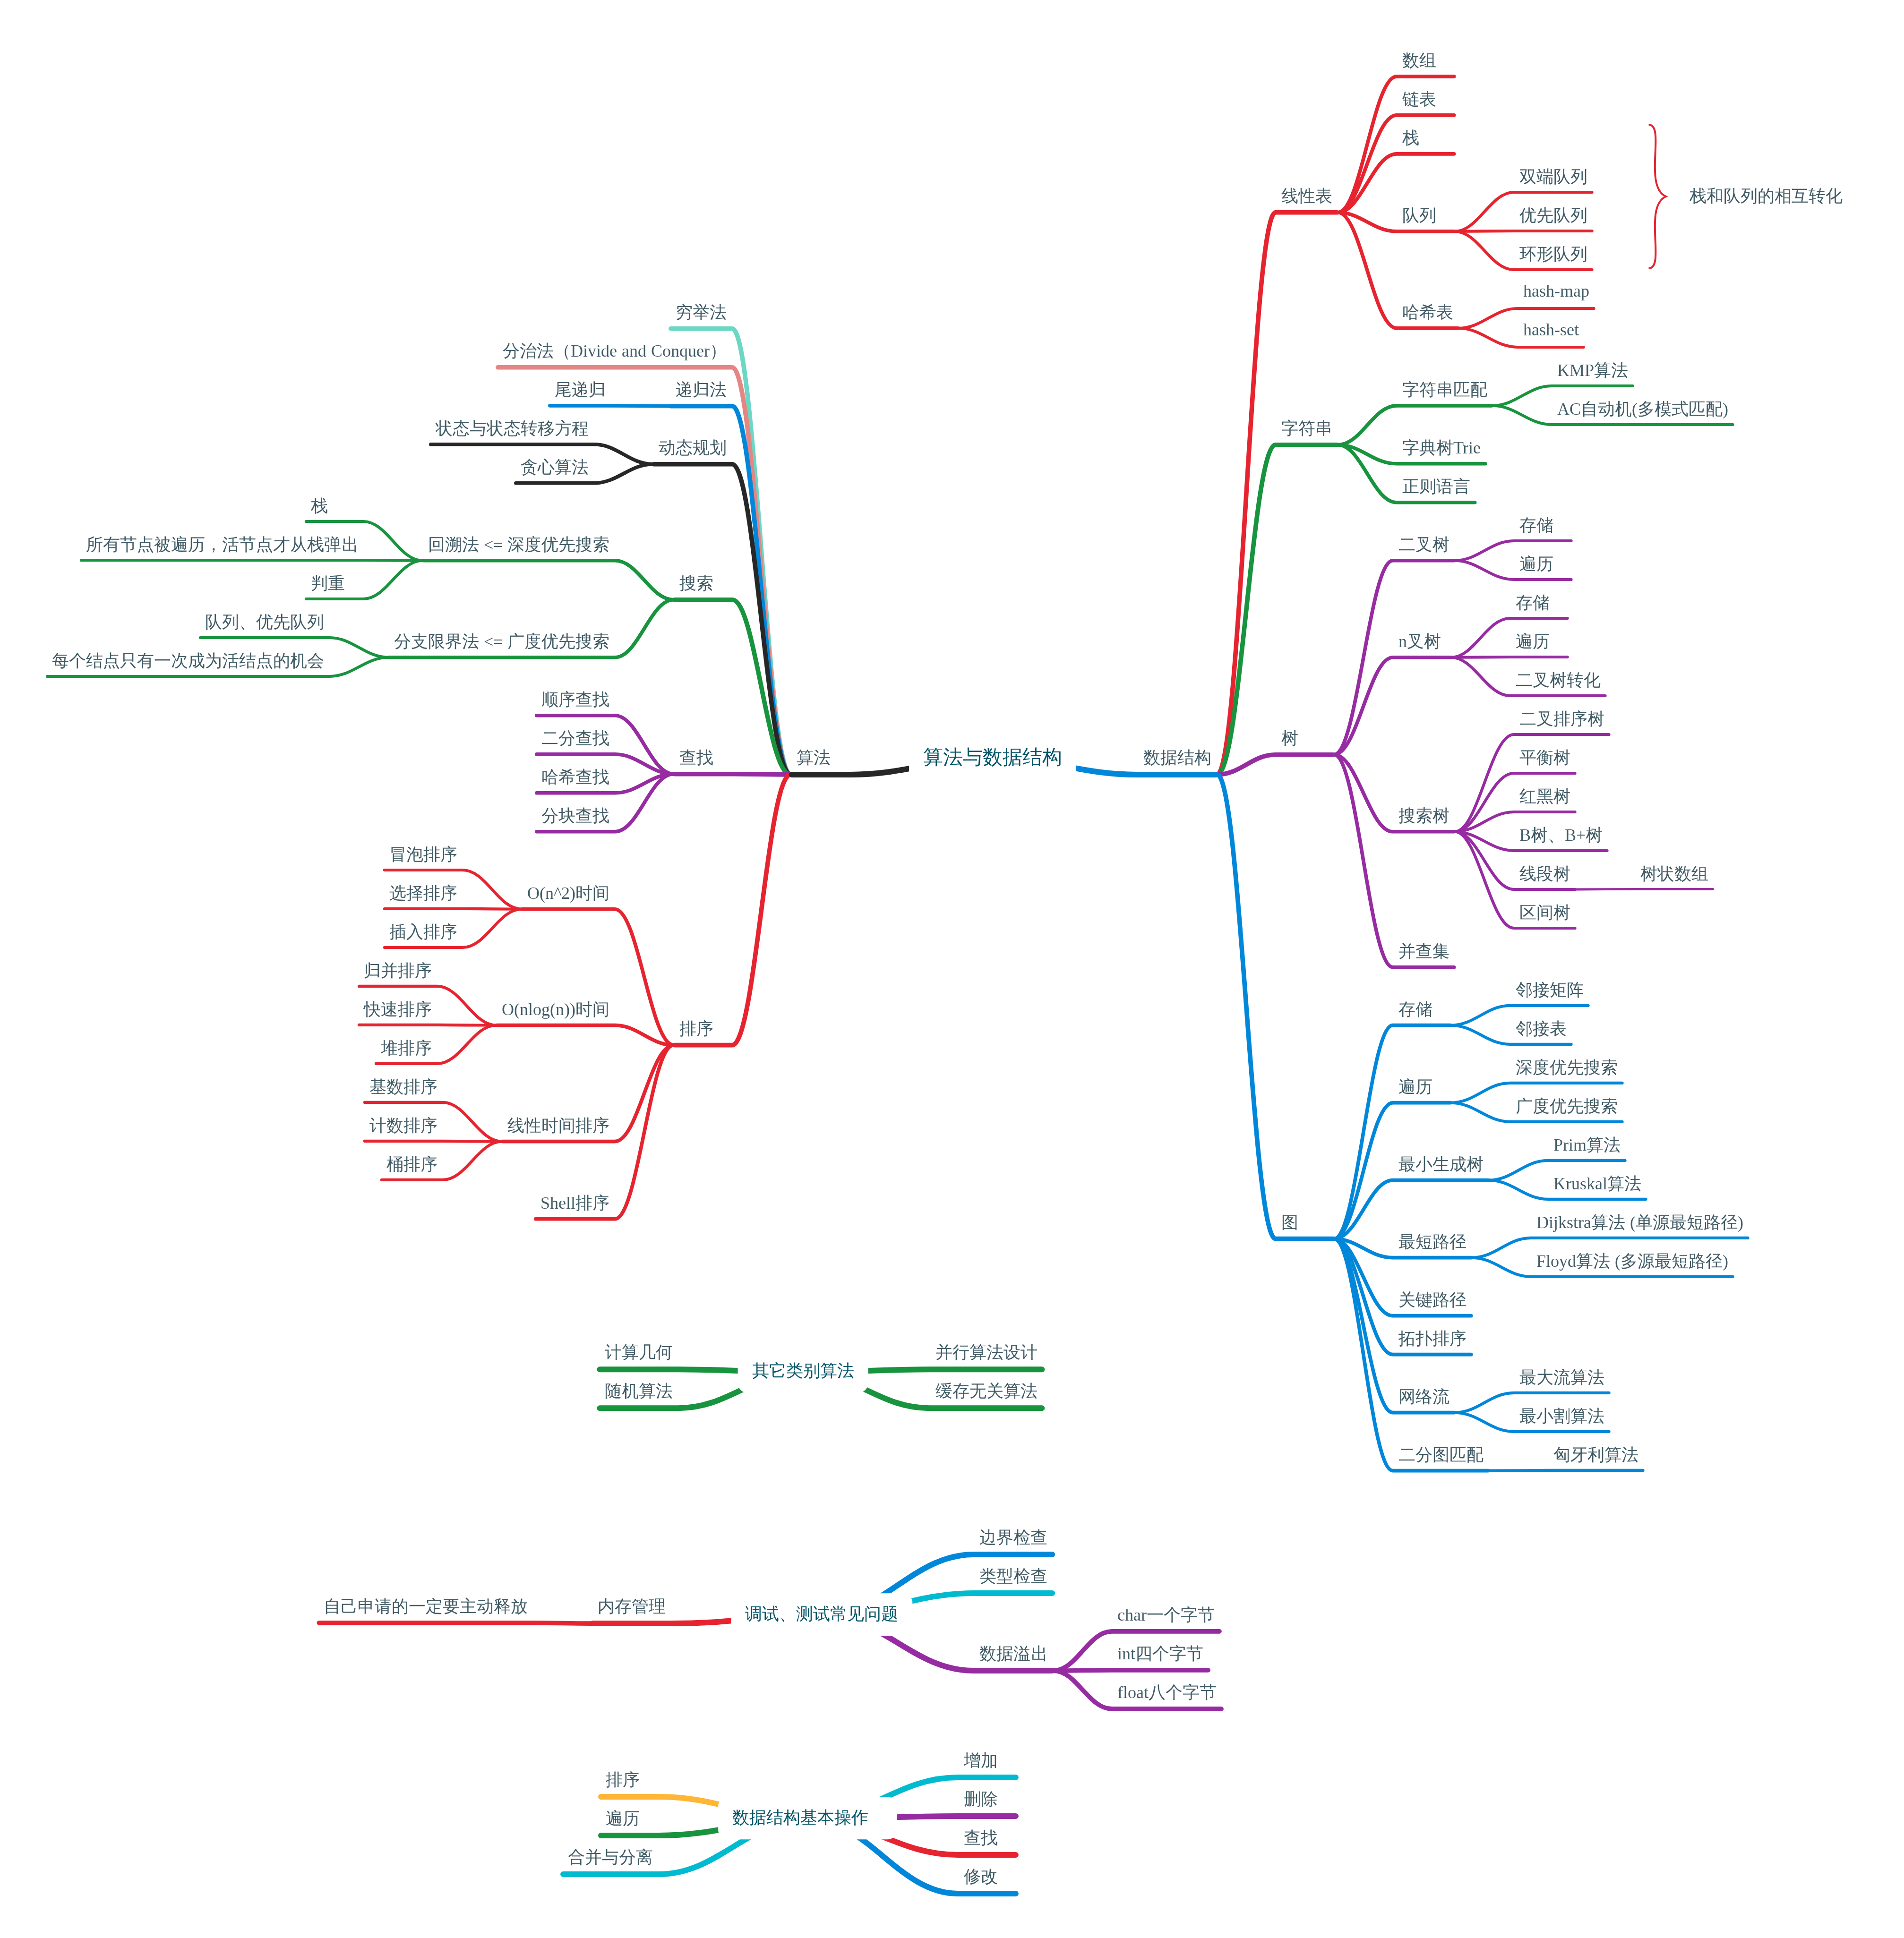 算法与数据结构
数据结构
线性表
数组
链表
栈
队列
双端队列
优先队列
环形队列
栈和队列的相互转化
哈希表
hash-map
hash-set
字符串
字符串匹配
KMP算法
AC自动机(多模式匹配)
字典树Trie
正则语言
树
二叉树
存储
遍历
n叉树
存储
遍历
二叉树转化
搜索树
二叉排序树
平衡树
红黑树
B树、B+树
线段树
树状数组
区间树
并查集
图
存储
邻接矩阵
邻接表
遍历
深度优先搜索
广度优先搜索
最小生成树
Prim算法
Kruskal算法
最短路径
Dijkstra算法 (单源最短路径)
Floyd算法 (多源最短路径)
关键路径
拓扑排序
网络流
最大流算法
最小割算法
二分图匹配
匈牙利算法
算法
穷举法
分治法（Divide and Conquer）
递归法
尾递归
动态规划
状态与状态转移方程
贪心算法
搜索
回溯法 <= 深度优先搜索
栈
所有节点被遍历，活节点才从栈弹出
判重
分支限界法 <= 广度优先搜索
队列、优先队列
每个结点只有一次成为活结点的机会
查找
顺序查找
二分查找
哈希查找
分块查找
排序
O(n^2)时间
冒泡排序
选择排序
插入排序
O(nlog(n))时间
归并排序
快速排序
堆排序
线性时间排序
基数排序
计数排序
桶排序
Shell排序
其它类别算法
并行算法设计
缓存无关算法
计算几何
随机算法
调试、测试常见问题
边界检查
类型检查
数据溢出
char一个字节
int四个字节
float八个字节
内存管理
自己申请的一定要主动释放
数据结构基本操作
增加
删除
查找
修改
排序
遍历
合并与分离